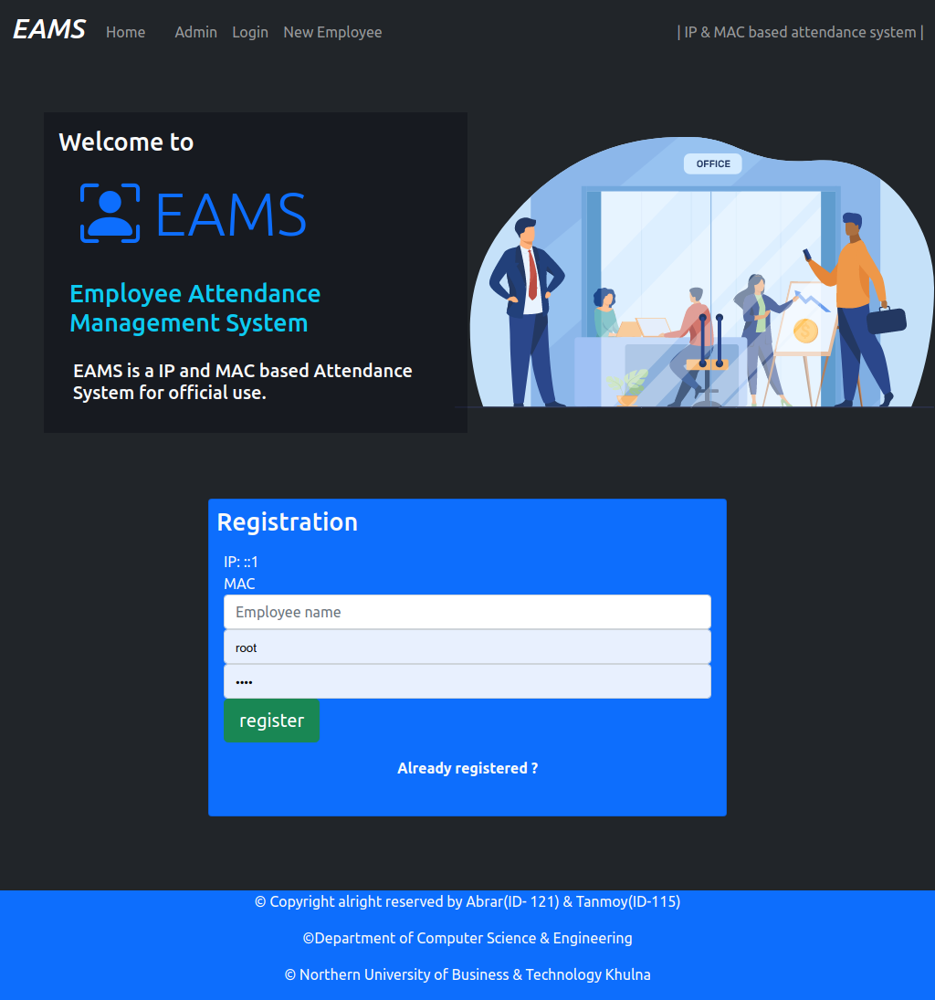 EAMS Home Admin Login New Employee | IP & MAC based attendance system |
Welcome to
EAMS
Employee Attendance
Management System
EAMS is a IP and MAC based Attendance
System for official use.
OFFICE
$
Registration
IP: ::1
MAC
Employee name
root
••••
register
Already registered ?
© Copyright alright reserved by Abrar(ID- 121) & Tanmoy(ID-115)
©Department of Computer Science & Engineering
© Northern University of Business & Technology Khulna